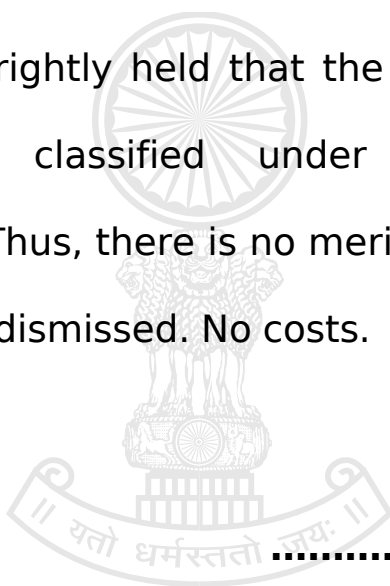 rightly held that the
classified under
Thus, there is no meri
dismissed. No costs.
॥ यतो धर्मस्ततो जयः ॥
............